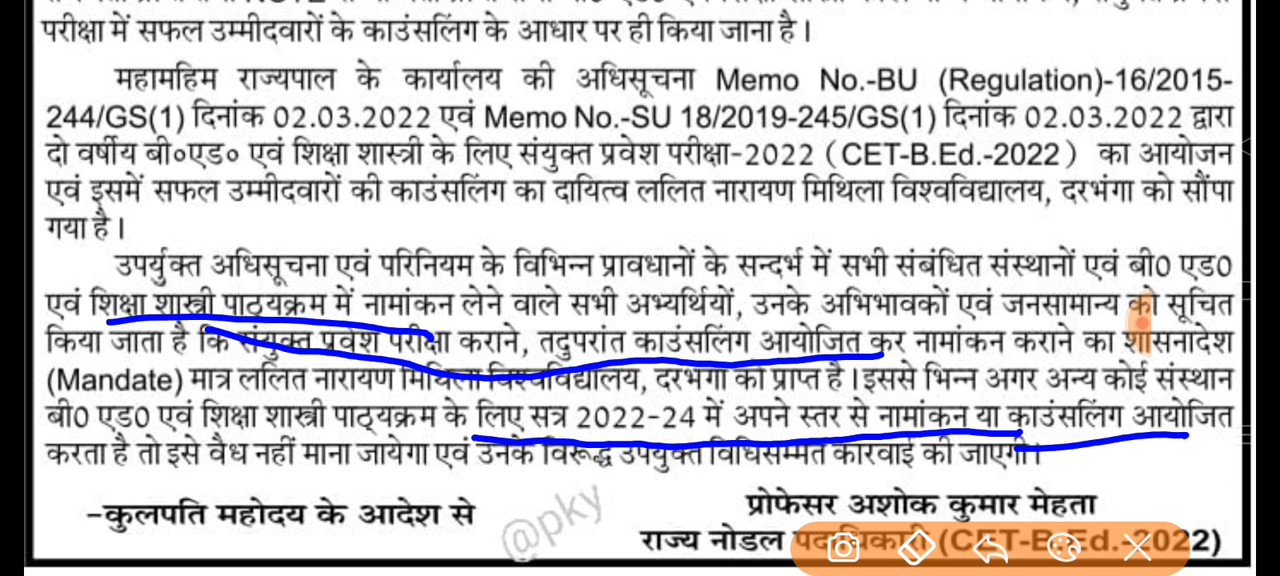 परीक्षा में सफल उम्मीदवारों के काउंसलिंग के आधार पर ही किया जाना है।
महामहिम राज्यपाल के कार्यालय की अधिसूचना Memo No.-BU (Regulation)-16/2015-
244/GS(1) दिनांक 02.03.2022 एवं Memo No.-SU 18/2019-245/GS(1) दिनांक 02.03.2022 द्वारा
दो वर्षीय बी०एड० एवं शिक्षा शास्त्री के लिए संयुक्त प्रवेश परीक्षा-2022 (CET-B.Ed.-2022) का आयोजन
एवं इसमें सफल उम्मीदवारों की काउंसलिंग का दायित्व ललित नारायण मिथिला विश्वविद्यालय, दरभंगा को सौंपा
गया है।
उपर्युक्त अधिसूचना एवं परिनियम के विभिन्न प्रावधानों के सन्दर्भ में सभी संबंधित संस्थानों एवं बी0 एड0
एवं शिक्षा शास्त्री पाठ्यक्रम में नामांकन लेने वाले सभी अभ्यर्थियों, उनके अभिभावकों एवं जनसामान्य को सूचित
किया जाता है कि संयुक्त प्रवेश परीक्षा कराने, तदुपरांत काउंसलिंग आयोजित कर नामांकन कराने का शासनादेश
(Mandate) मात्र ललित नारायण मिथिला विश्वविद्यालय, दरभंगा को प्राप्त है। इससे भिन्न अगर अन्य कोई संस्थान
बी0 एड0 एवं शिक्षा शास्त्री पाठ्यक्रम के लिए सत्र 2022-24 में अपने स्तर से नामांकन या काउंसलिंग आयोजित
करता है तो इसे वैध नहीं माना जायेगा एवं उनके विरूद्ध उपयुक्त विधिसम्मत कारवाई की जाएगी।
-कुलपति महोदय के आदेश से
@pky
प्रोफेसर अशोक कुमार मेहता
राज्य नोडल पदाधिकारी (CET-B.Ed.-2022)